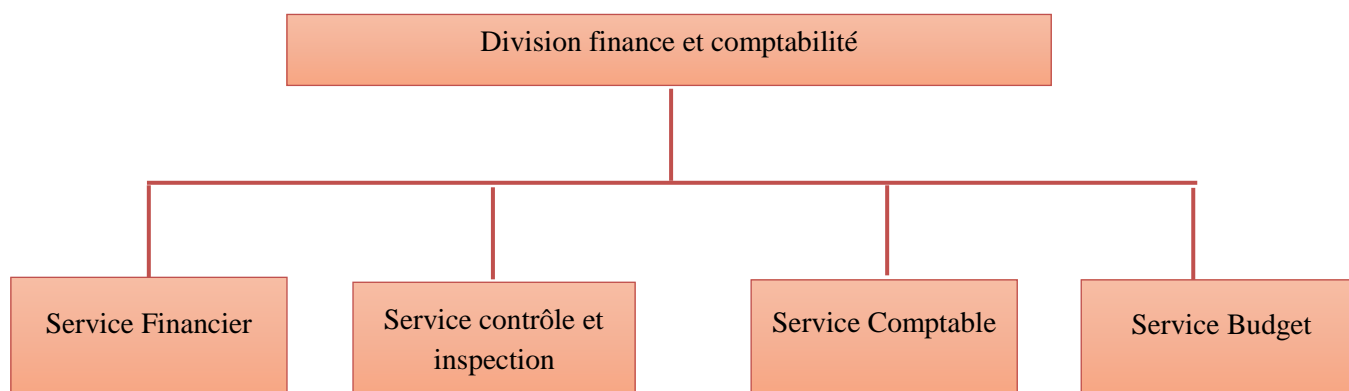 Division finance et comptabilité
Service Financier
Service contrôle et
inspection
Service Comptable
Service Budget